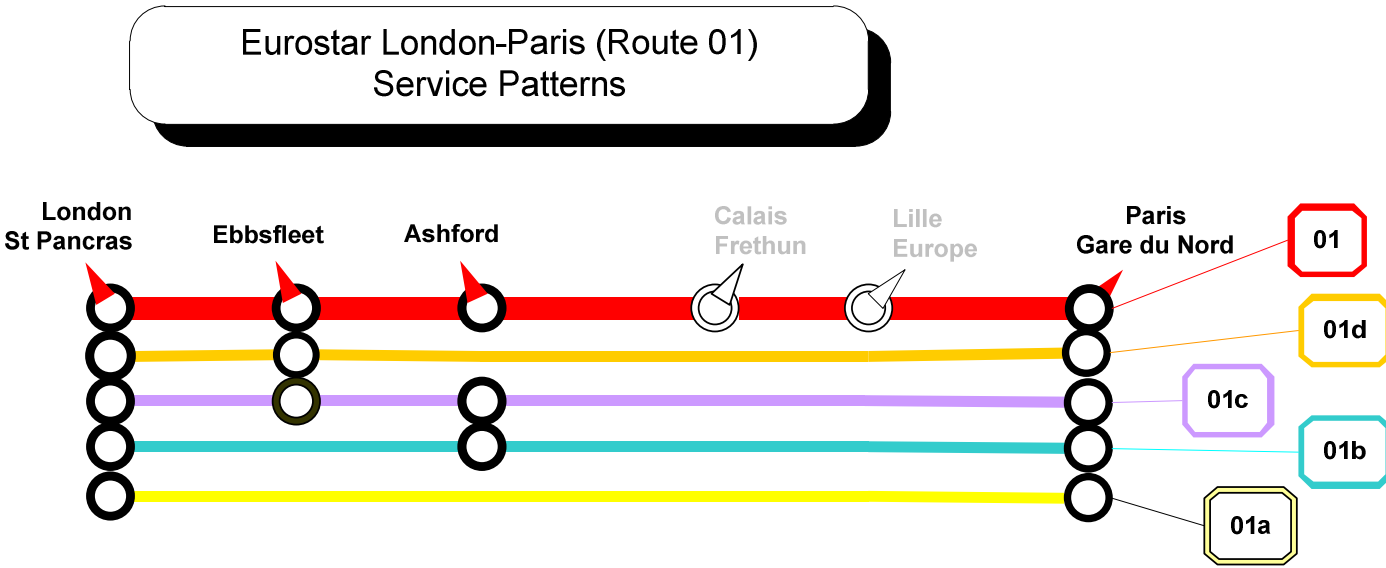 Eurostar London-Paris (Route 01)
Service Patterns
London
St Pancras
Ebbsfleet
Ashford
Calais
Frethun
Lille
Europe
Paris
Gare du Nord
01
01d
01c
01b
01a